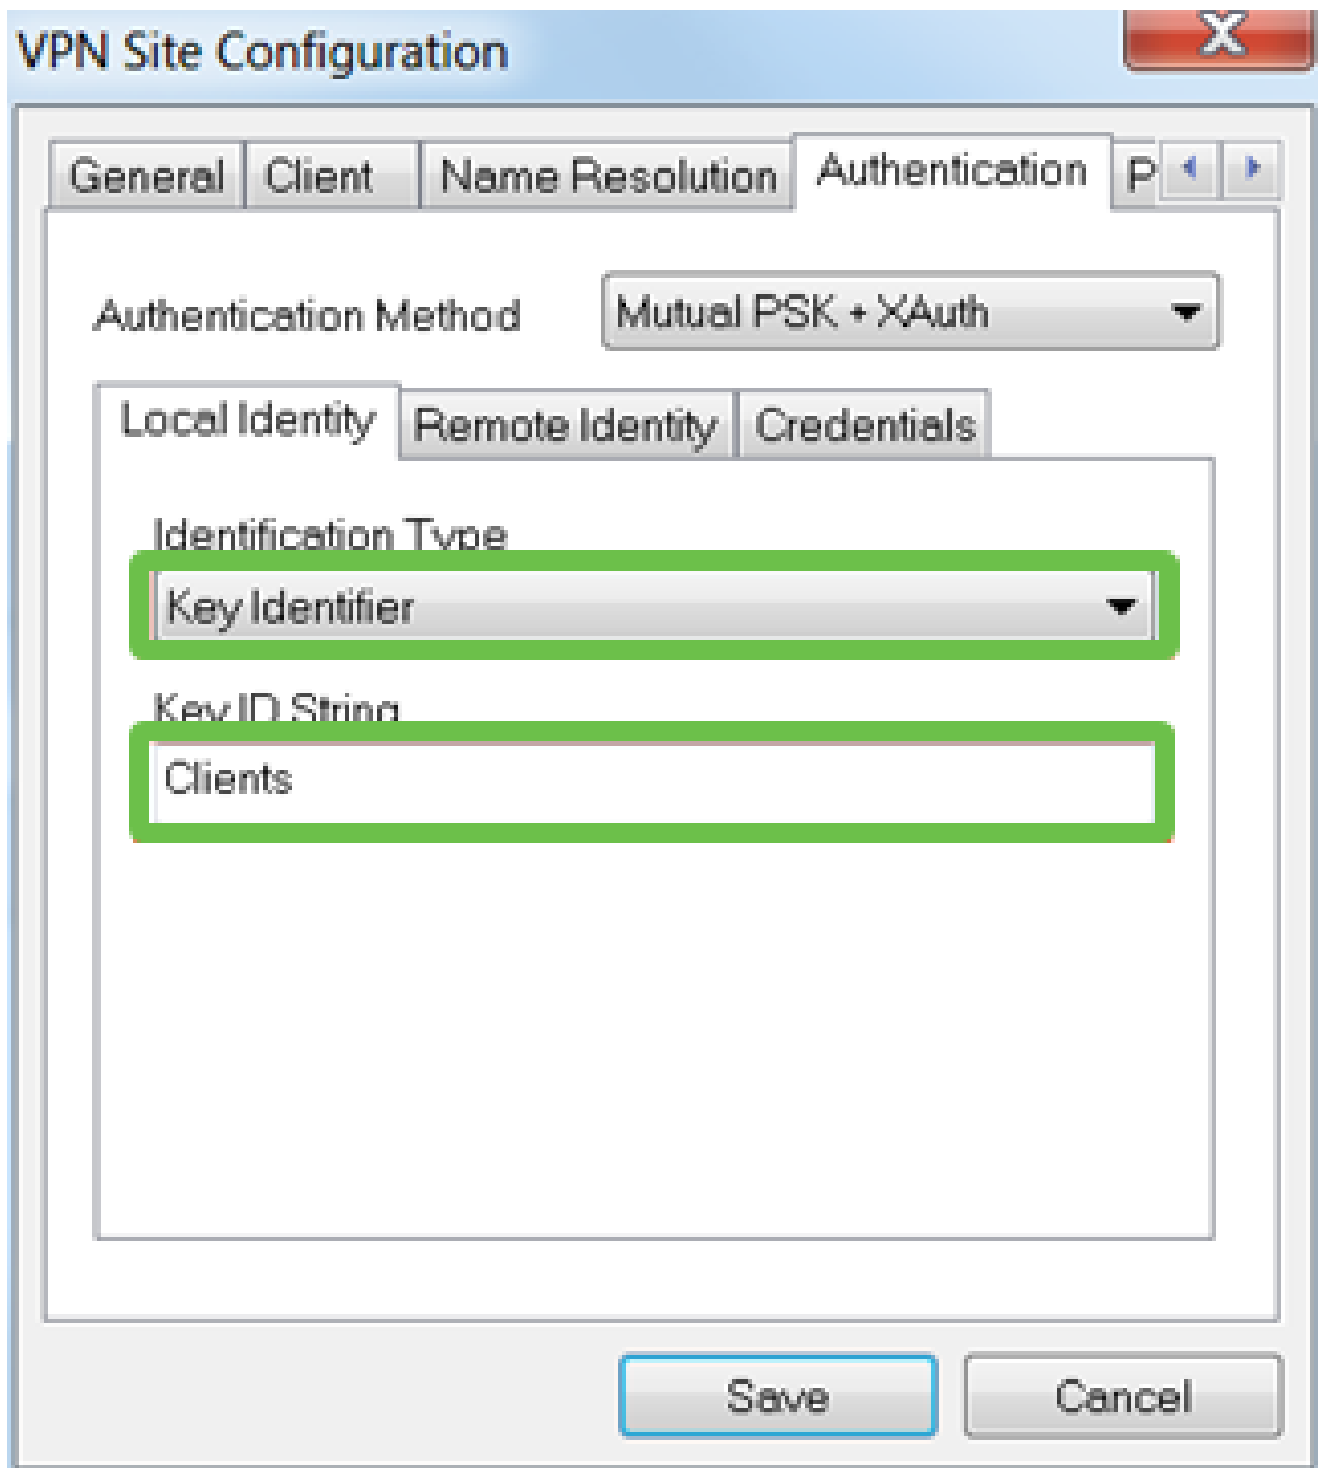 VPN Site Configuration
General Client Name Resolution Authentication P
Authentication Method Mutual PSK + XAuth
Local Identity Remote Identity Credentials
Identification Type
Key Identifier
Key ID String
Clients
Save Cancel